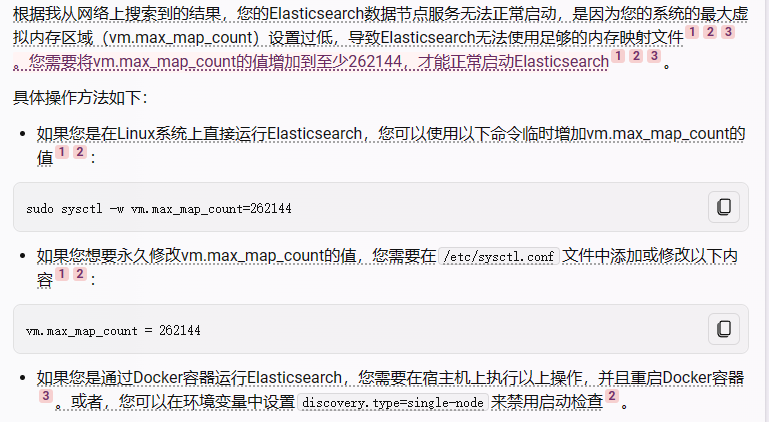 根据我从网络上搜索到的结果，您的Elasticsearch数据节点服务无法正常启动，是因为您的系统的最大虚
拟内存区域（vm.max_map_count）设置过低，导致Elasticsearch无法使用足够的内存映射文件 1 2 3
。您需要将vm.max_map_count的值增加到至少262144，才能正常启动Elasticsearch 1 2 3 。
具体操作方法如下：
• 如果您是在Linux系统上直接运行Elasticsearch，您可以使用以下命令临时增加vm.max_map_count的
值 1 2 ：
sudo sysctl -w vm.max_map_count=262144
• 如果您想要永久修改vm.max_map_count的值，您需要在 /etc/sysctl.conf 文件中添加或修改以下内
容 1 2 ：
vm.max_map_count = 262144
• 如果您是通过Docker容器运行Elasticsearch，您需要在宿主机上执行以上操作，并且重启Docker容器
3 。或者，您可以在环境变量中设置 discovery.type=single-node 来禁用启动检查 2 。